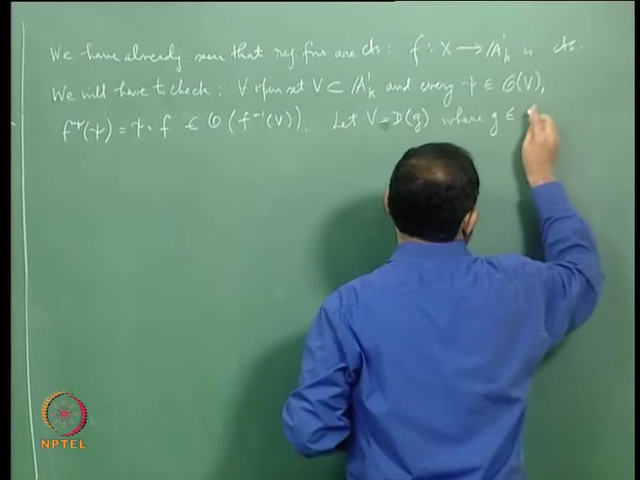 We have already seen that reg fns are cts: f : X → 𝔸¹ₖ is cts.
We will have to check: ∀ open set V ⊂ 𝔸¹ₖ and every ψ ∈ O(V),
f*(ψ) = ψ∘f ∈ O(f⁻¹(V)). Let V = D(g) where g ∈
NPTEL